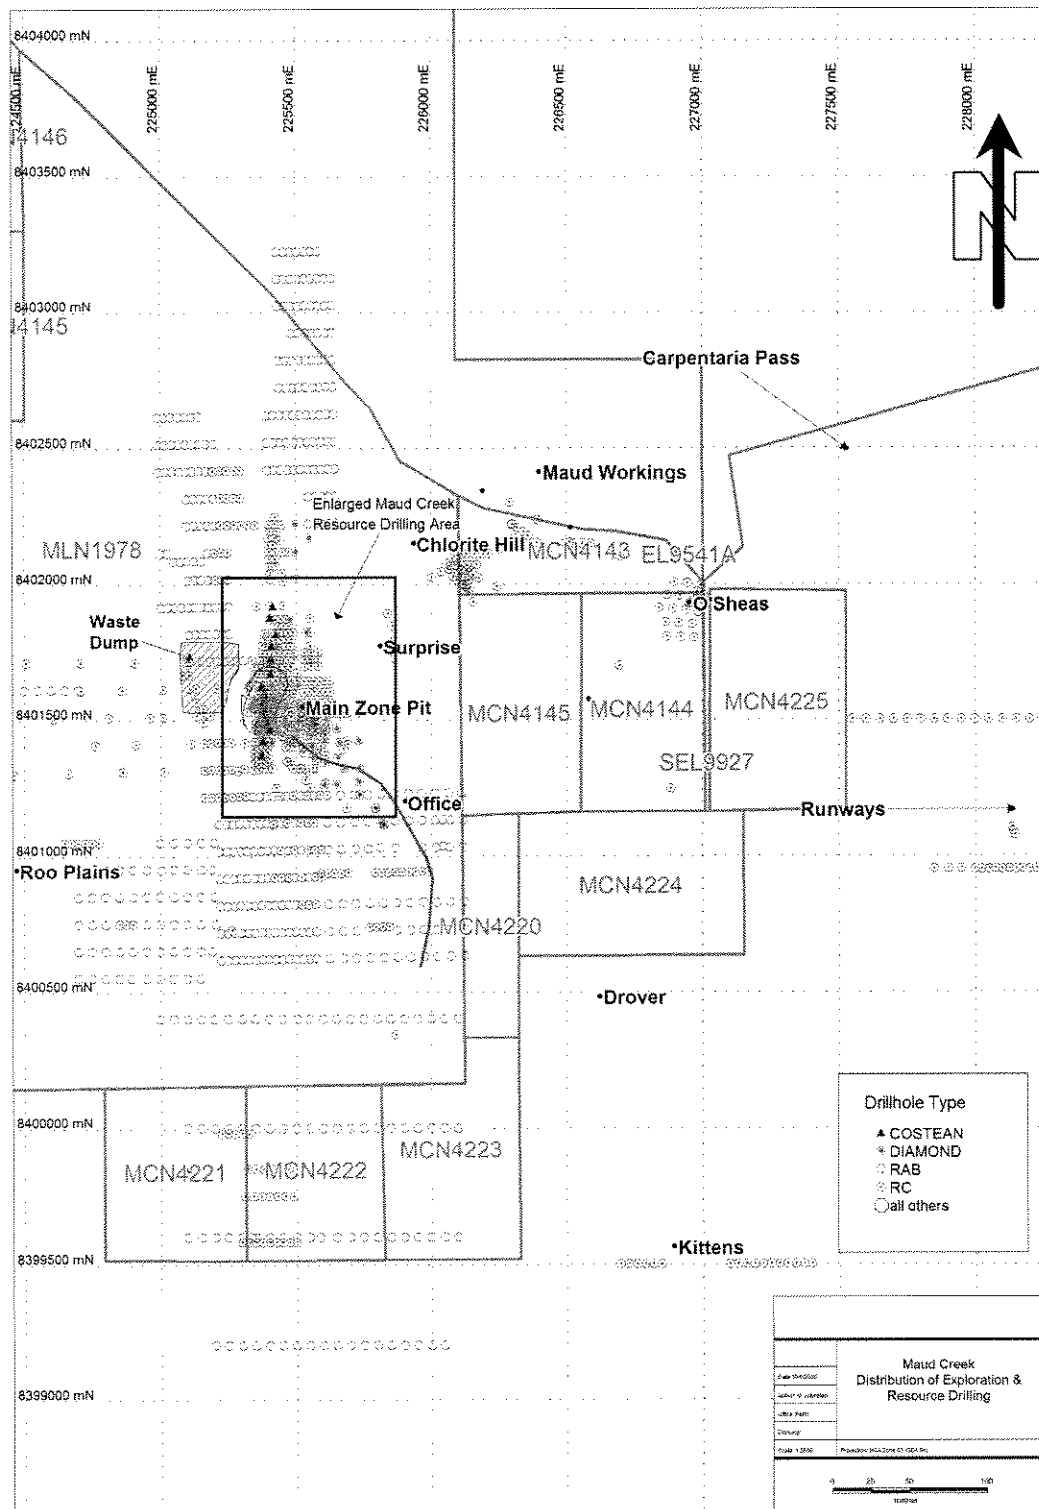 8404000 mN
224500 mE
225000 mE
225500 mE
226000 mE
226500 mE
227000 mE
227500 mE
228000 mE
4146
8403500 mN
8403000 mN
4145
Carpentaria Pass
8402500 mN
Maud Workings
Enlarged Maud Creek
Resource Drilling Area
MLN1978
Chlorite Hill
MCN4143
EL9541A
8402000 mN
O'Sheas
Waste
Dump
Surprise
Main Zone Pit
MCN4145
MCN4144
MCN4225
8401500 mN
SEL9927
Office
Runways
8401000 mN
Roo Plains
MCN4224
MCN4220
8400500 mN
Drover
8400000 mN
MCN4221
MCN4222
MCN4223
Drillhole Type
COSTEAN
DIAMOND
RAB
RC
all others
Kittens
8399500 mN
Maud Creek
Distribution of Exploration &
Resource Drilling
8399000 mN
0 25 50 100